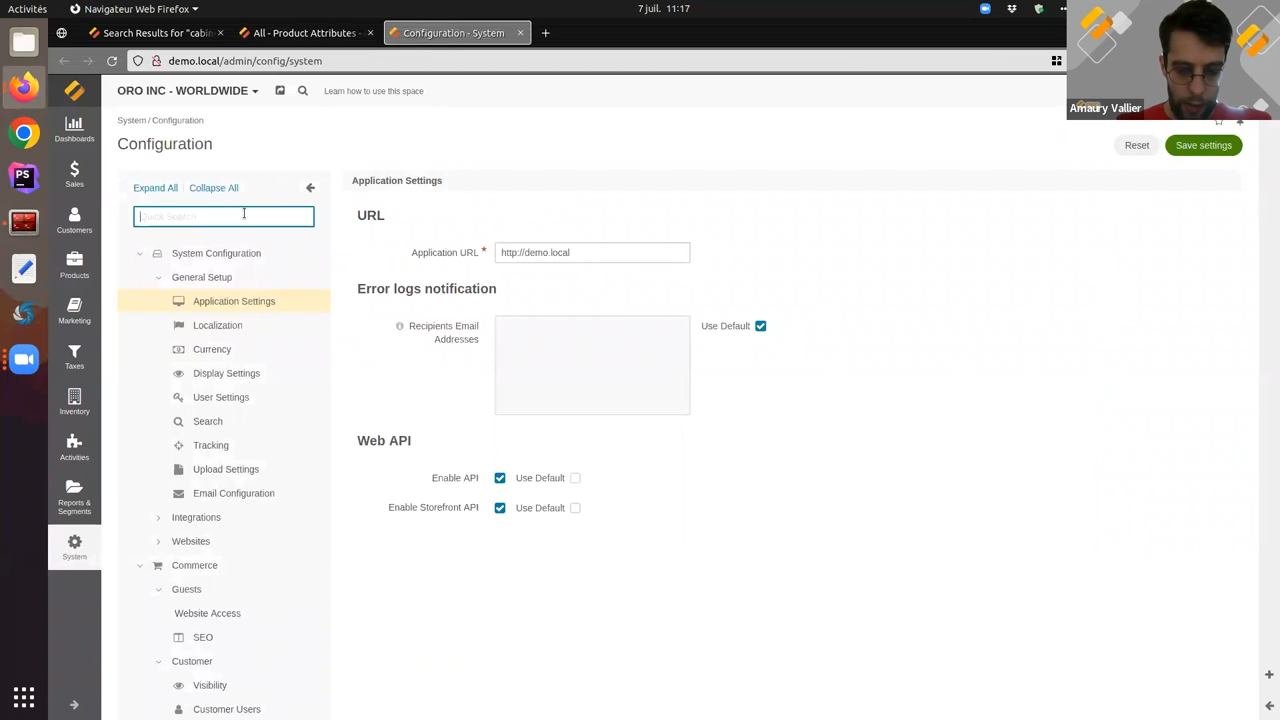 Activités
Navigateur Web Firefox
7 juil. 11:17
Search Results for "cabin
All - Product Attributes -
Configuration - System
demo.local/admin/config/system
Amaury Vallier
ORO INC - WORLDWIDE
Learn how to use this space
System / Configuration
Configuration
Reset
Save settings
Dashboards
Sales
Customers
Products
Marketing
Taxes
Inventory
Activities
Reports & Segments
System
Expand All
Collapse All
Quick Search
System Configuration
General Setup
Application Settings
Localization
Currency
Display Settings
User Settings
Search
Tracking
Upload Settings
Email Configuration
Integrations
Websites
Commerce
Guests
Website Access
SEO
Customer
Visibility
Customer Users
Application Settings
URL
Application URL *
http://demo.local
Error logs notification
Recipients Email
Addresses
Use Default
Web API
Enable API
Use Default
Enable Storefront API
Use Default
PS